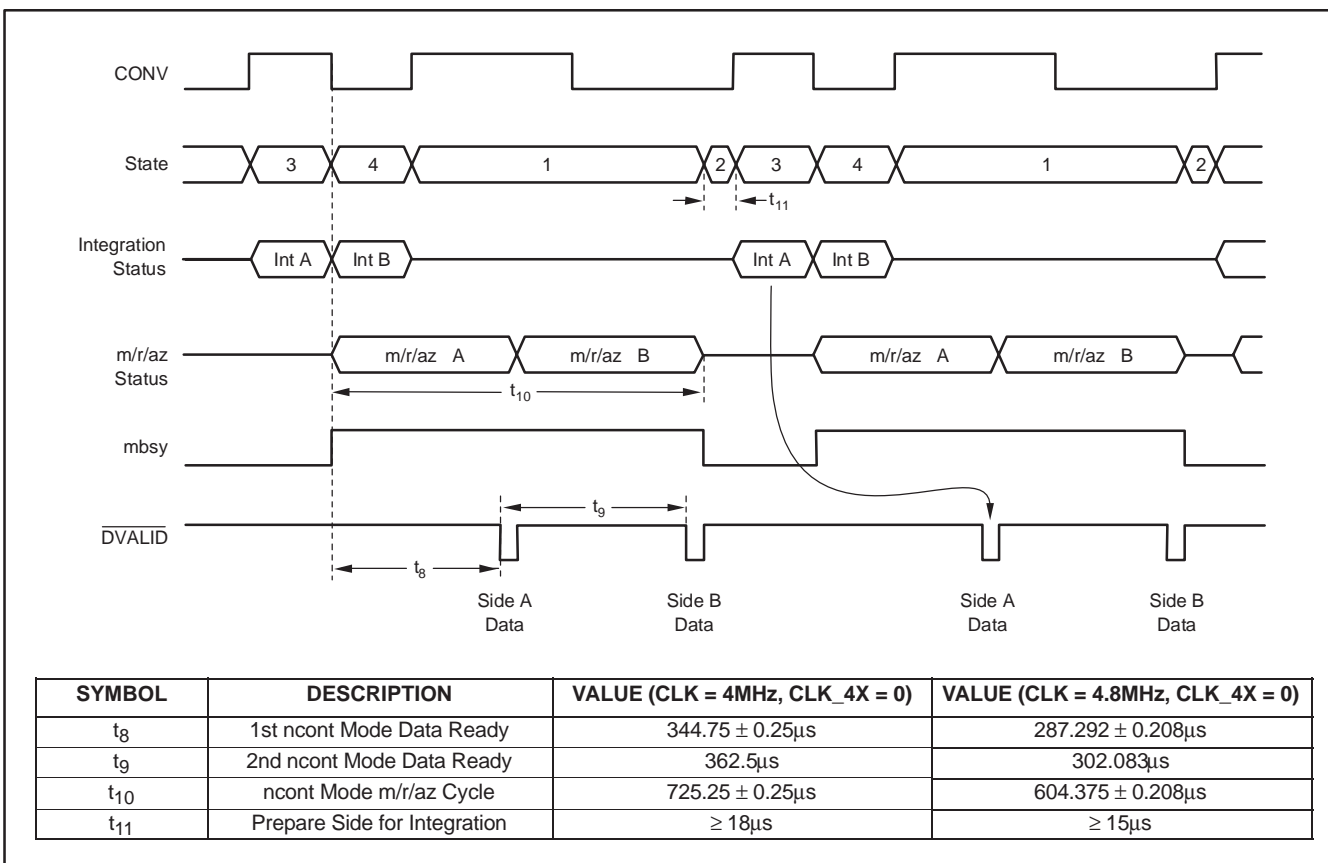 CONV
State
3 4 1 2 3 4 1 2
t11
Integration
Status
Int A Int B Int A Int B
m/r/az
Status
m/r/az A m/r/az B m/r/az A m/r/az B
t10
mbsy
t9
DVALID
t8
Side A
Data
Side B
Data
Side A
Data
Side B
Data
SYMBOL DESCRIPTION VALUE (CLK = 4MHz, CLK_4X = 0) VALUE (CLK = 4.8MHz, CLK_4X = 0)
t8 1st ncont Mode Data Ready 344.75 ± 0.25μs 287.292 ± 0.208μs
t9 2nd ncont Mode Data Ready 362.5μs 302.083μs
t10 ncont Mode m/r/az Cycle 725.25 ± 0.25μs 604.375 ± 0.208μs
t11 Prepare Side for Integration ≥ 18μs ≥ 15μs